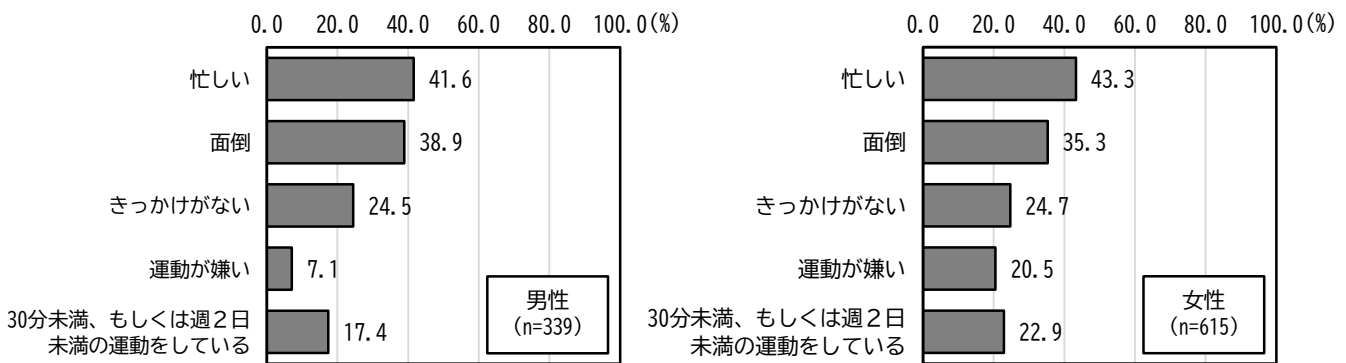 0.0 20.0 40.0 60.0 80.0 100.0(%)
忙しい 41.6
面倒 38.9
きっかけがない 24.5
運動が嫌い 7.1
30分未満、もしくは週２日
未満の運動をしている 17.4
男性
(n=339)
0.0 20.0 40.0 60.0 80.0 100.0(%)
忙しい 43.3
面倒 35.3
きっかけがない 24.7
運動が嫌い 20.5
30分未満、もしくは週２日
未満の運動をしている 22.9
女性
(n=615)